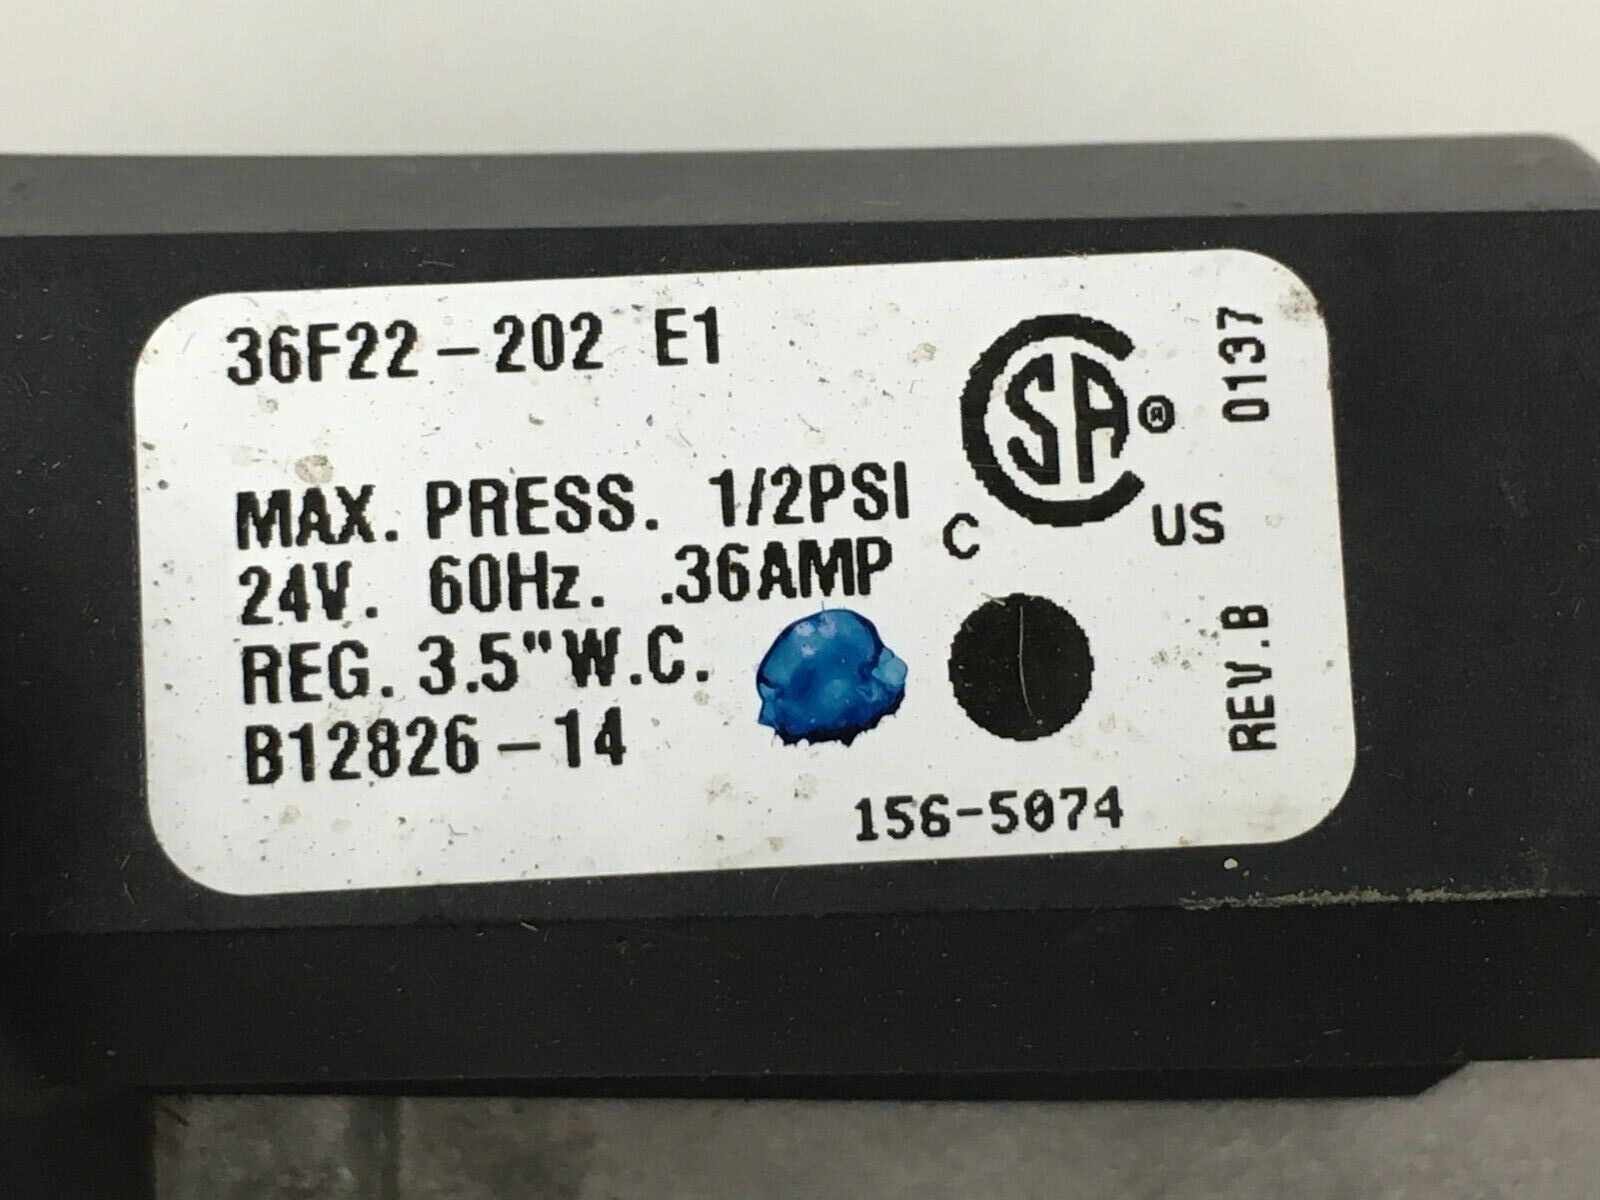 36F22-202 E1
MAX. PRESS. 1/2PSI
24V. 60Hz. .36AMP
REG. 3.5"W.C.
B12826-14
CSA®
C US
0137
REV.B
156-5074